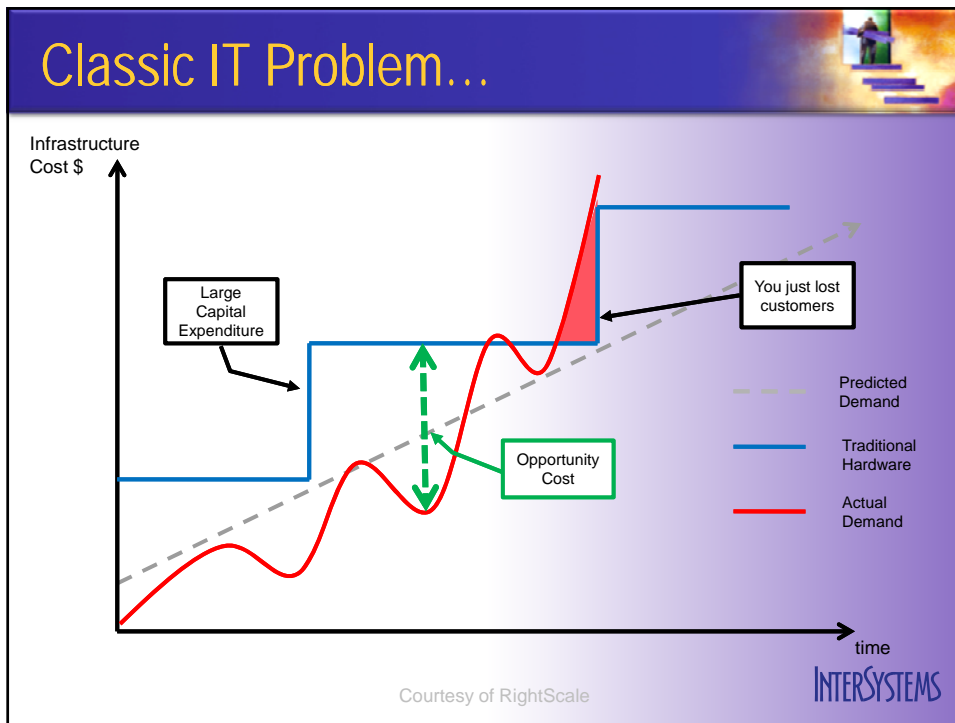 Classic IT Problem...
Infrastructure
Cost $
Large
Capital
Expenditure
You just lost
customers
Opportunity
Cost
Predicted
Demand
Traditional
Hardware
Actual
Demand
time
Courtesy of RightScale
INTERSYSTEMS